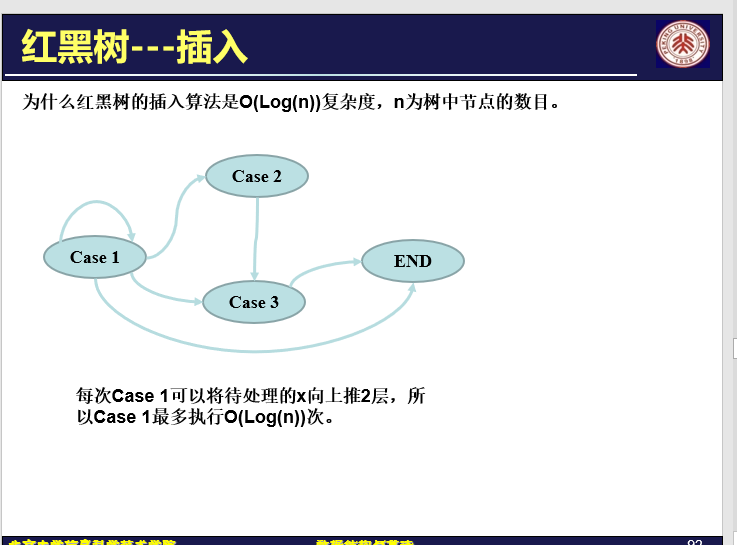 红黑树---插入
为什么红黑树的插入算法是O(Log(n))复杂度，n为树中节点的数目。
Case 2
Case 1
END
Case 3
每次Case 1可以将待处理的x向上推2层，所
以Case 1最多执行O(Log(n))次。